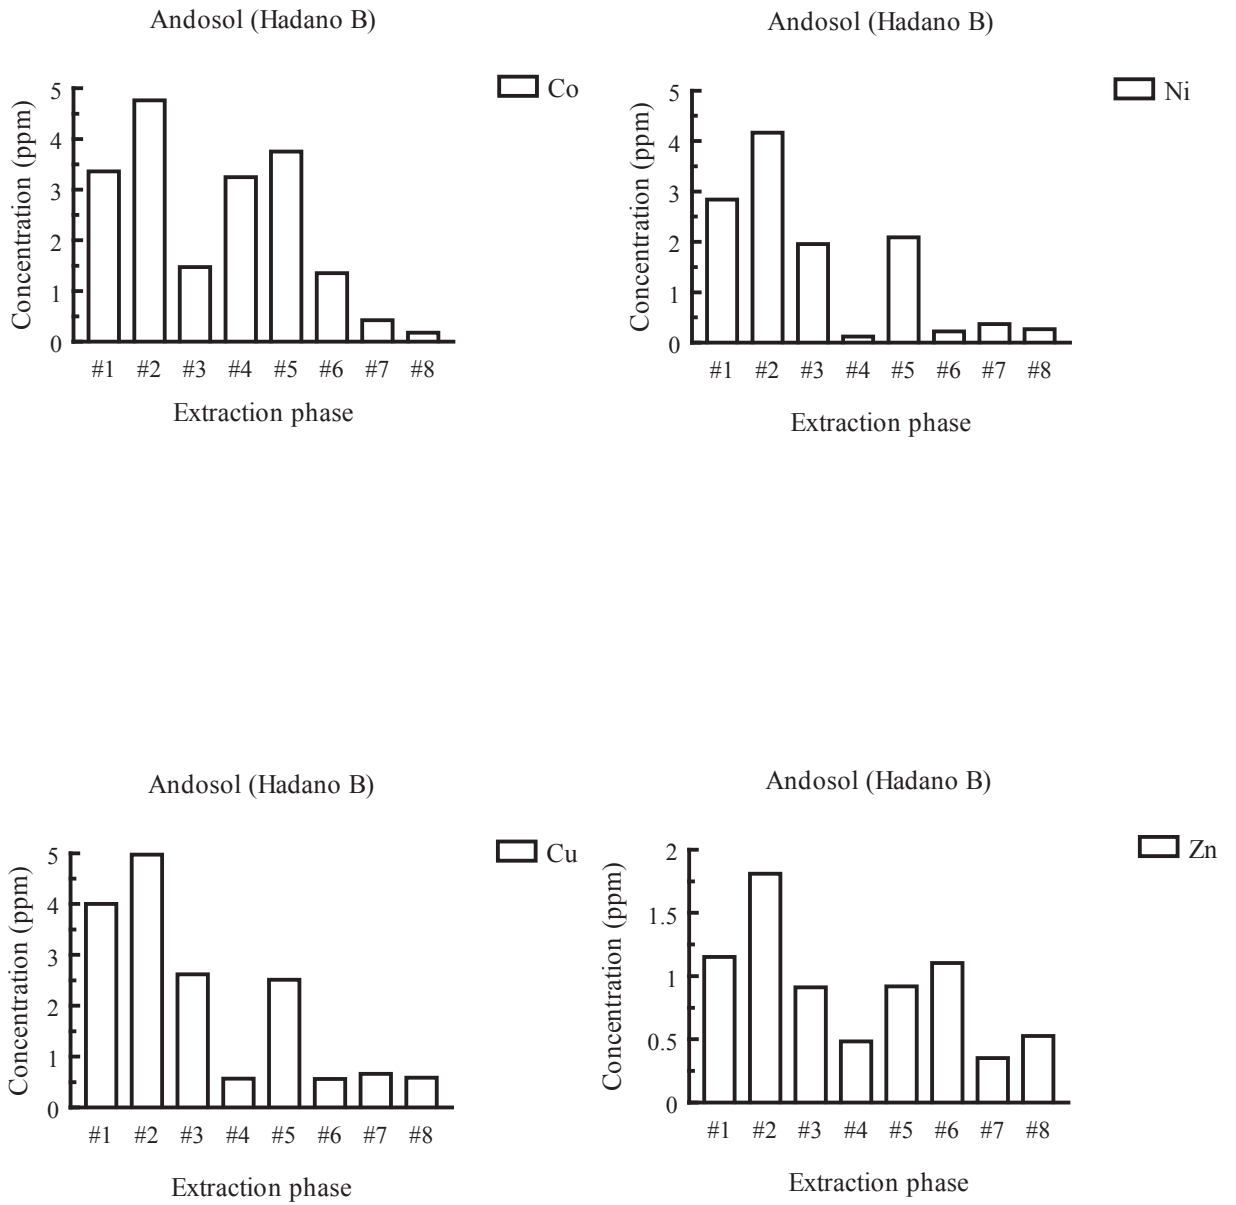 Andosol (Hadano B)
Co
Concentration (ppm)
5
4
3
2
1
0
#1 #2 #3 #4 #5 #6 #7 #8
Extraction phase
Andosol (Hadano B)
Ni
Concentration (ppm)
5
4
3
2
1
0
#1 #2 #3 #4 #5 #6 #7 #8
Extraction phase
Andosol (Hadano B)
Cu
Concentration (ppm)
5
4
3
2
1
0
#1 #2 #3 #4 #5 #6 #7 #8
Extraction phase
Andosol (Hadano B)
Zn
Concentration (ppm)
2
1.5
1
0.5
0
#1 #2 #3 #4 #5 #6 #7 #8
Extraction phase